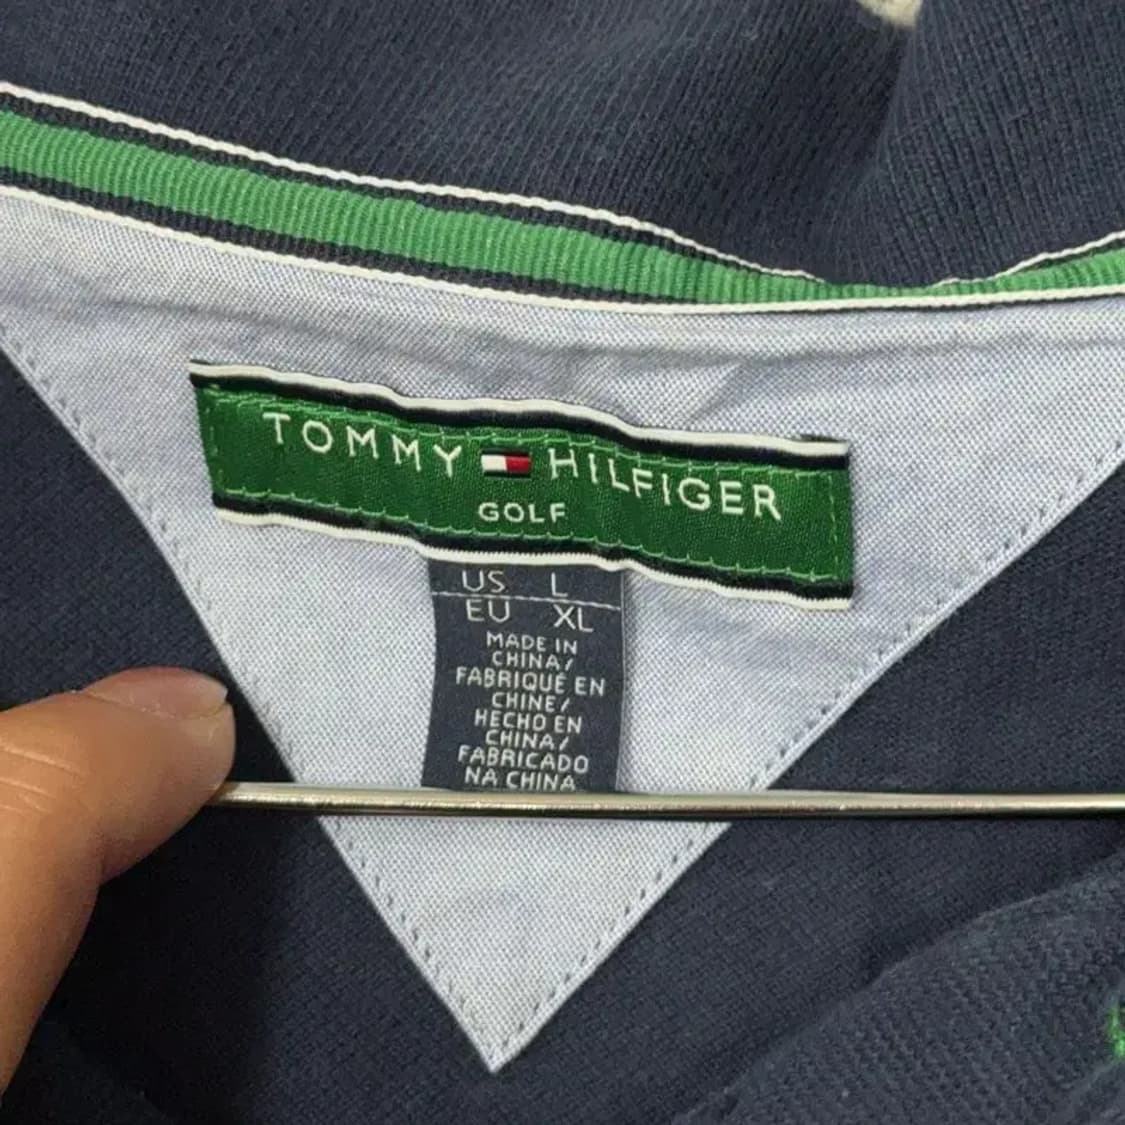 TOMMY HILFIGER
GOLF
US L
EU XL
MADE IN
CHINA/
FABRIQUÉ EN
CHINE/
HECHO EN
CHINA/
FABRICADO
NA CHINA